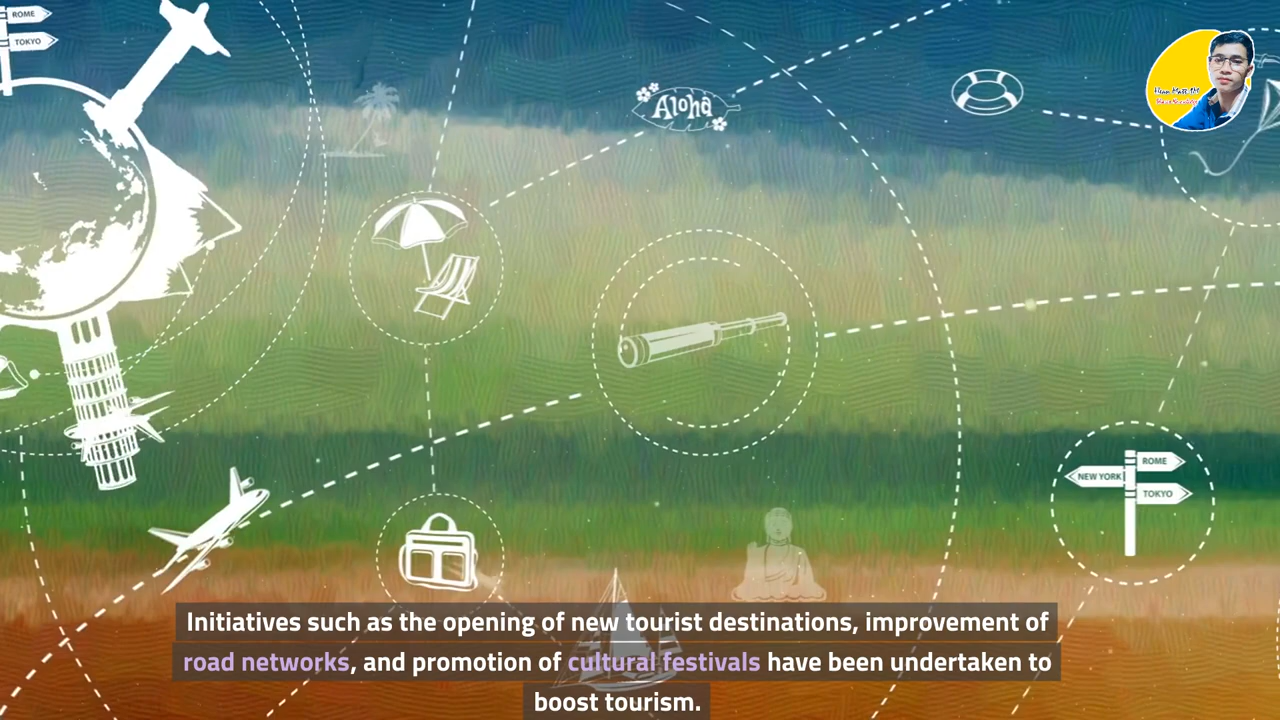 ROME
TOKYO
Aloha
ROME
NEW YORK
TOKYO
Initiatives such as the opening of new tourist destinations, improvement of
road networks, and promotion of cultural festivals have been undertaken to
boost tourism.